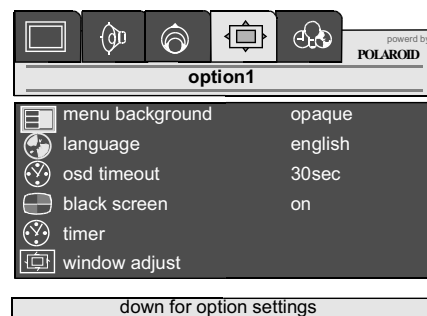 powerd by
POLAROID
option1
menu background opaque
language english
osd timeout 30sec
black screen on
timer
window adjust
down for option settings